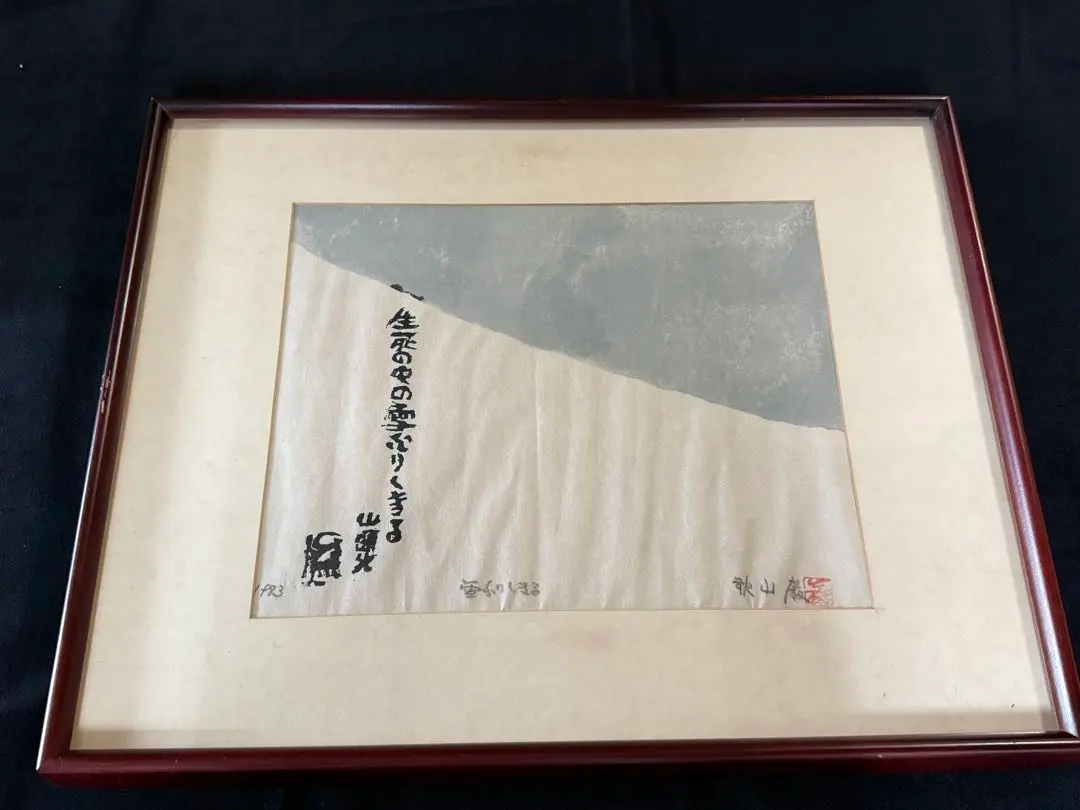 生死の中の雪ふりしきる
山頭火
雪ふりしきる
秋山 巌